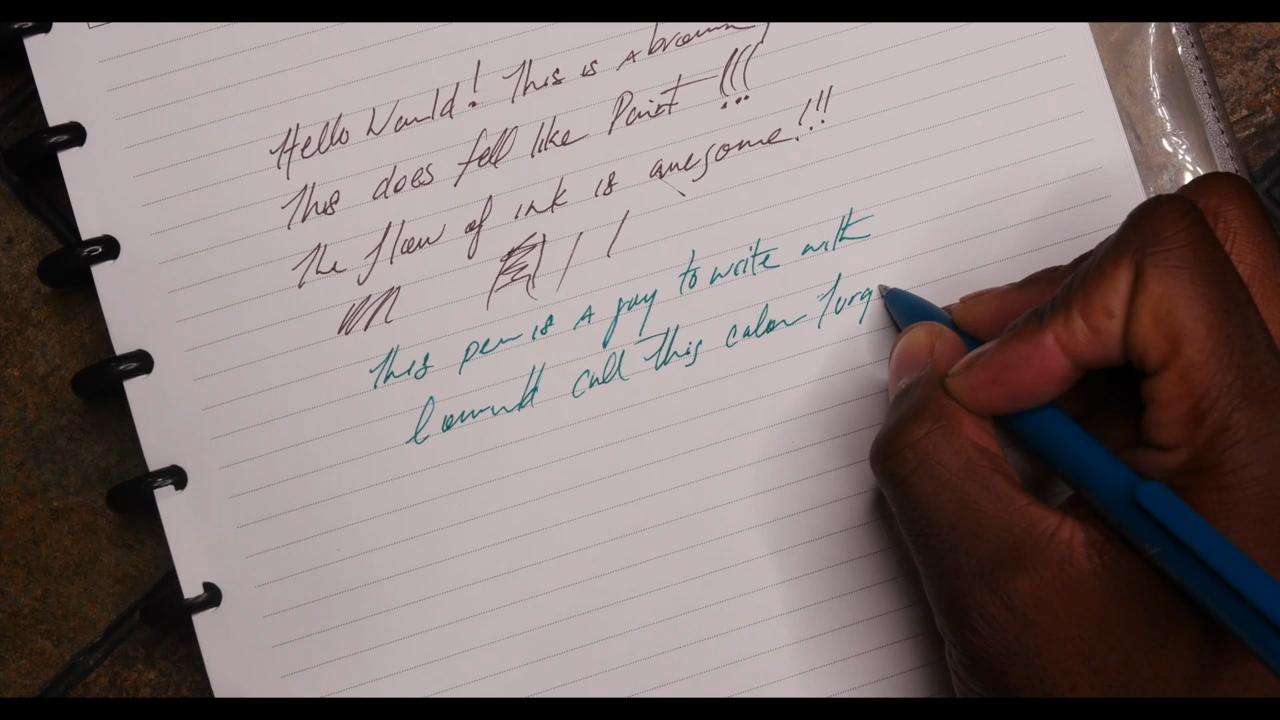 Hello World! This is A brown
This does fell like Paint !!!
The flow of ink is awesome!!!
This pen is A joy to write with
I would call this color Turq